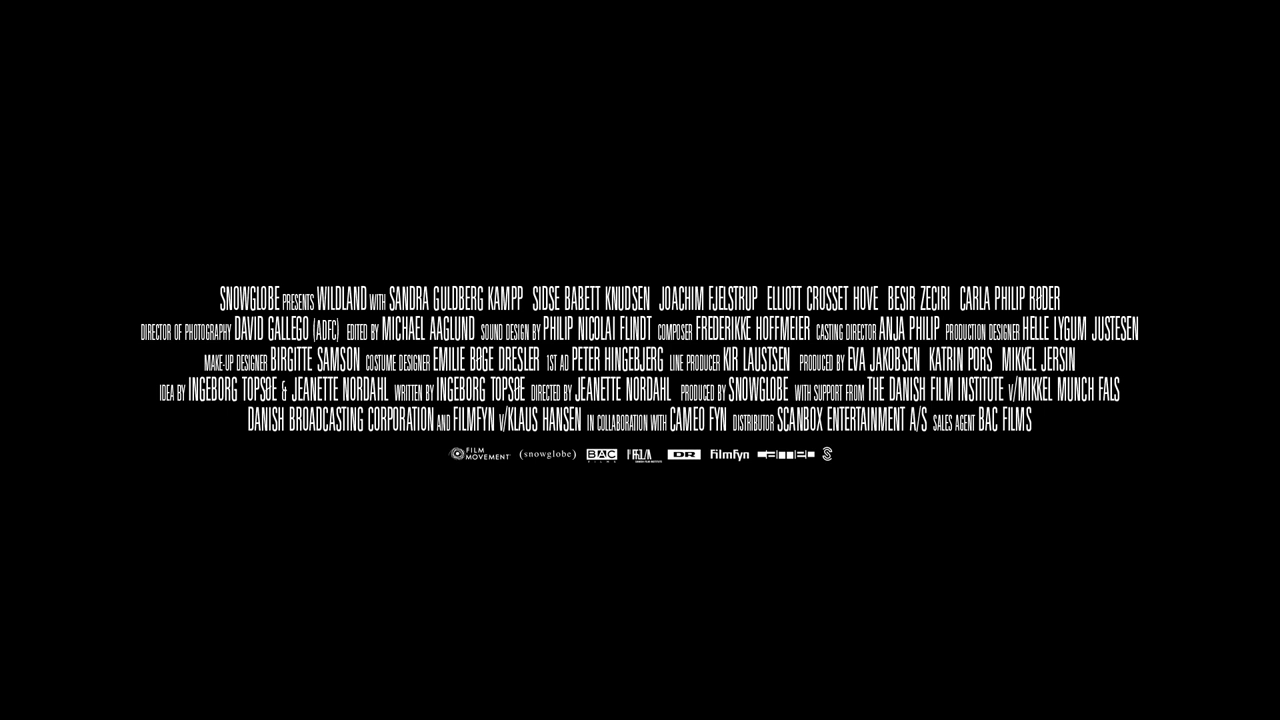 SNOWGLOBE PRESENTS WILDLAND WITH SANDRA GULDBERG KAMPP SIDSE BABETT KNUDSEN JOACHIM FJELSTRUP ELLIOTT CROSSET HOVE BESIR ZECIRI CARLA PHILIP RØDER
DIRECTOR OF PHOTOGRAPHY DAVID GALLEGO (ADFC) EDITED BY MICHAEL AAGLUND SOUND DESIGN BY PHILIP NICOLAI FLINDT COMPOSER FREDERIKKE HOFFMEIER CASTING DIRECTOR ANJA PHILIP PRODUCTION DESIGNER HELLE LYGUM JUSTESEN
MAKE-UP DESIGNER BIRGITTE SAMSON COSTUME DESIGNER EMILIE BØGE DRESLER 1ST AD PETER HINGEBJERG LINE PRODUCER KIR LAUSTSEN PRODUCED BY EVA JAKOBSEN KATRIN PORS MIKKEL JERSIN
IDEA BY INGEBORG TOPSØE & JEANETTE NORDAHL WRITTEN BY INGEBORG TOPSØE DIRECTED BY JEANETTE NORDAHL PRODUCED BY SNOWGLOBE WITH SUPPORT FROM THE DANISH FILM INSTITUTE v/MIKKEL MUNCH FALS
DANISH BROADCASTING CORPORATION AND FILMFYN v/KLAUS HANSEN IN COLLABORATION WITH CAMEO FYN DISTRIBUTOR SCANBOX ENTERTAINMENT A/S SALES AGENT BAC FILMS
FILM MOVEMENT (snowglobe) BAC FILMS DR filmfyn